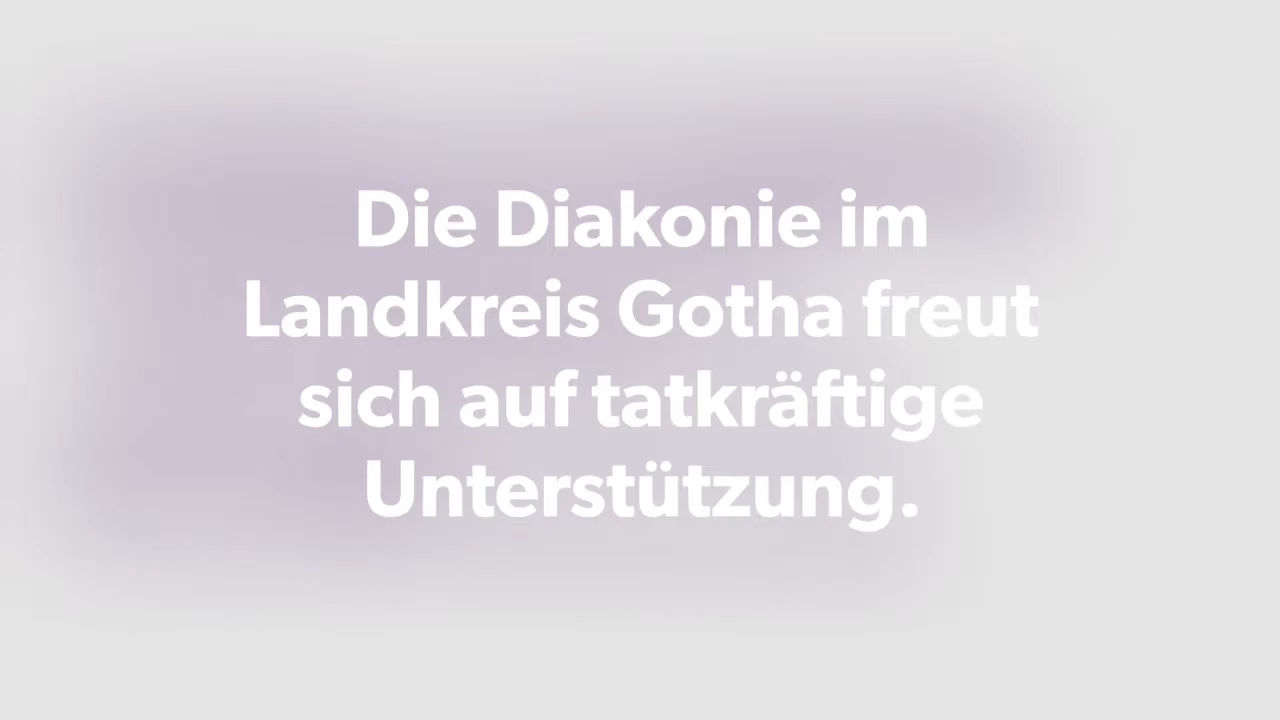 Die Diakonie im
Landkreis Gotha freut
sich auf tatkräftige
Unterstützung.